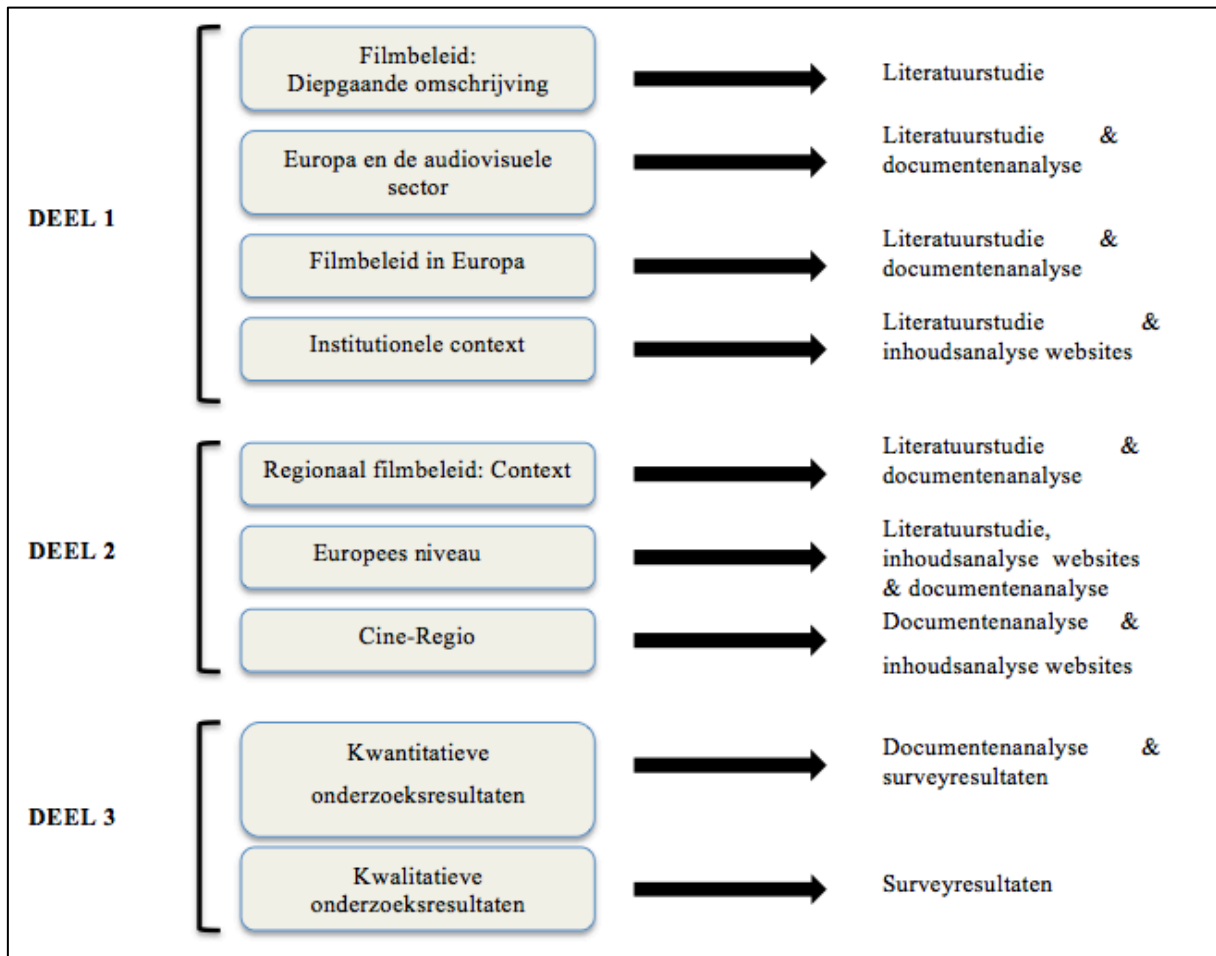 DEEL 1
Filmbeleid:
Diepgaande omschrijving
Literatuurstudie
Europa en de audiovisuele
sector
Literatuurstudie &
documentenanalyse
Filmbeleid in Europa
Literatuurstudie &
documentenanalyse
Institutionele context
Literatuurstudie &
inhoudsanalyse websites
DEEL 2
Regionaal filmbeleid: Context
Literatuurstudie &
documentenanalyse
Europees niveau
Literatuurstudie,
inhoudsanalyse websites
& documentenanalyse
Cine-Regio
Documentenanalyse &
inhoudsanalyse websites
DEEL 3
Kwantitatieve
onderzoeksresultaten
Documentenanalyse &
surveyresultaten
Kwalitatieve
onderzoeksresultaten
Surveyresultaten